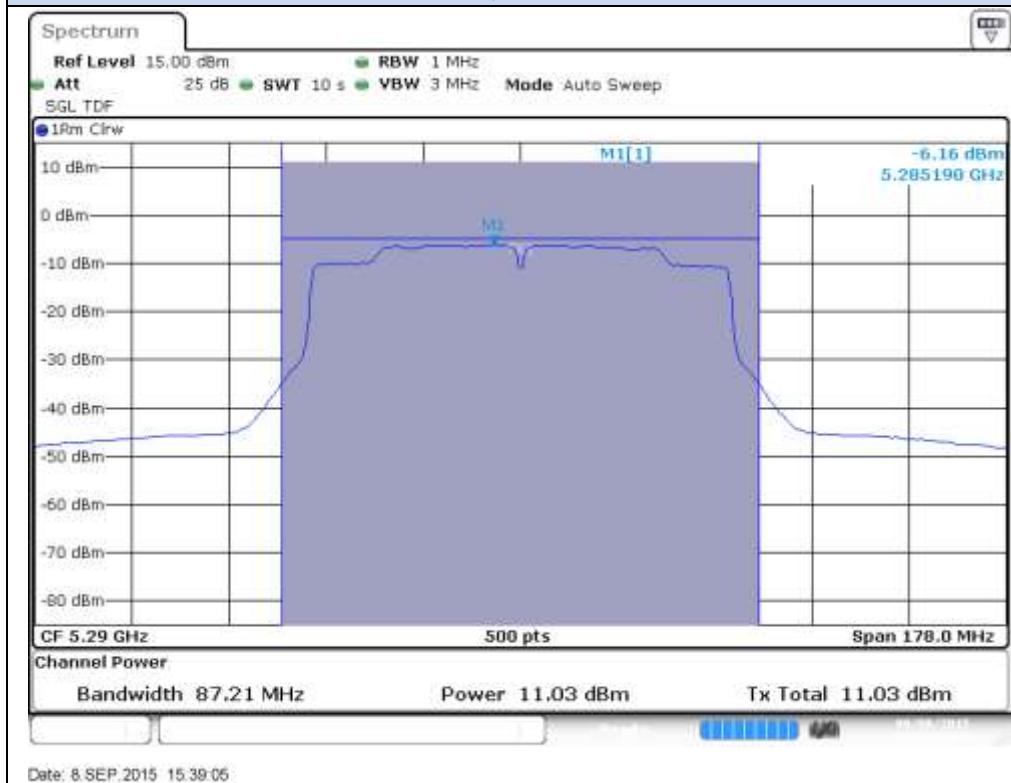 Spectrum
Ref Level 15.00 dBm RBW 1 MHz
Att 25 dB SWT 10 s VBW 3 MHz Mode Auto Sweep
SGL TDF
1Rm Clrw
M1[1] -6.16 dBm
5.285190 GHz
10 dBm
0 dBm
M1
-10 dBm
-20 dBm
-30 dBm
-40 dBm
-50 dBm
-60 dBm
-70 dBm
-80 dBm
CF 5.29 GHz 500 pts Span 178.0 MHz
Channel Power
Bandwidth 87.21 MHz Power 11.03 dBm Tx Total 11.03 dBm
Date: 8.SEP.2015 15:39:05